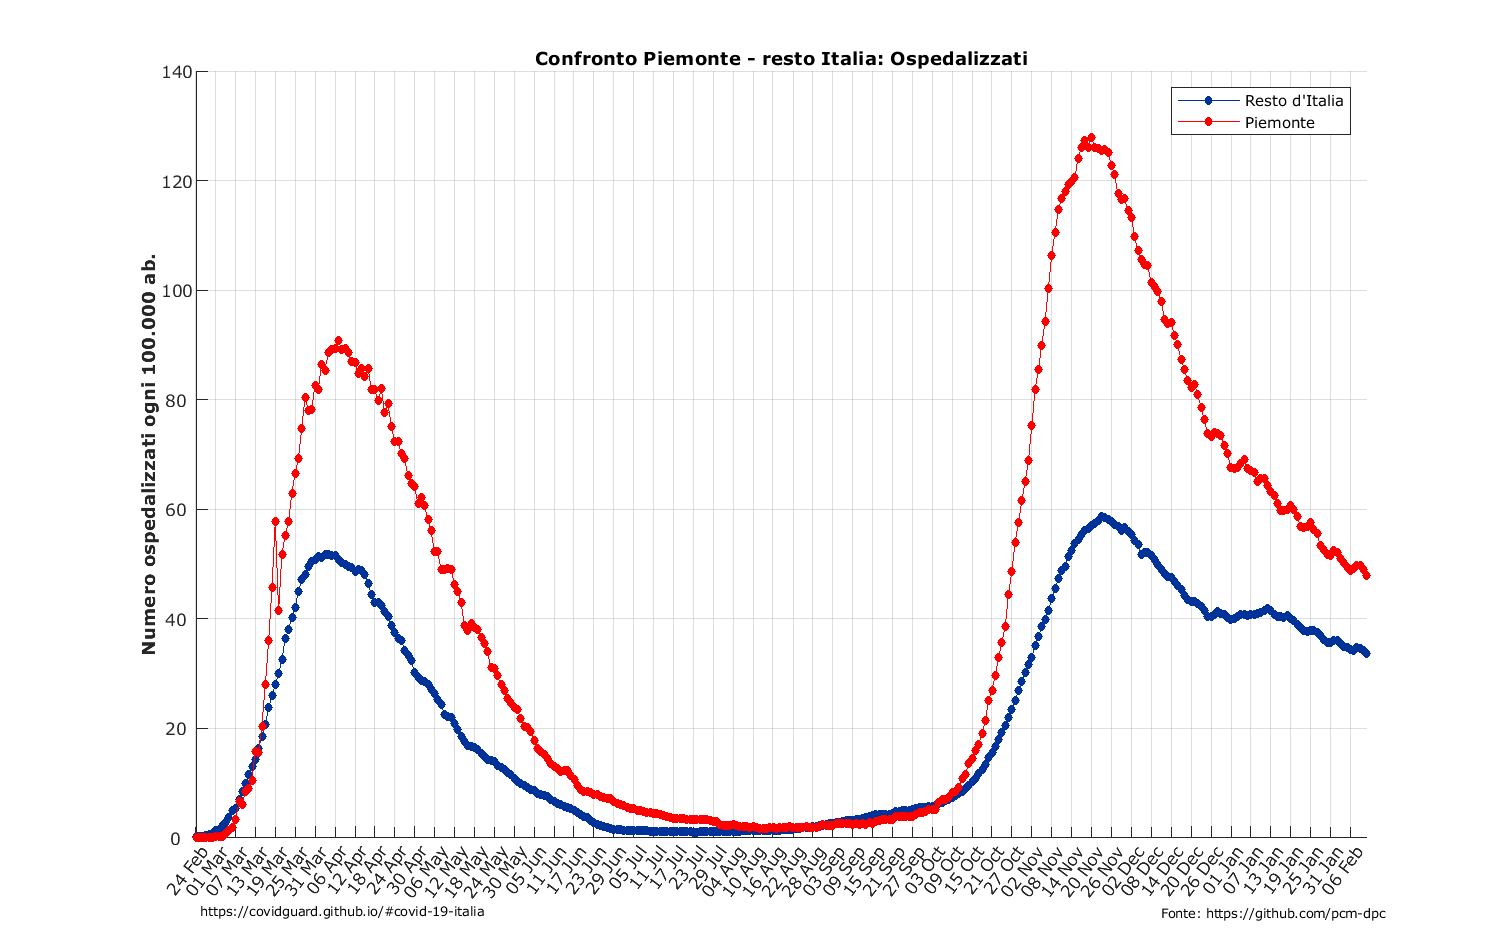 Confronto Piemonte - resto Italia: Ospedalizzati
Numero ospedalizzati ogni 100.000 ab.
140
120
100
80
60
40
20
0
Resto d'Italia
Piemonte
24 Feb
01 Mar
07 Mar
13 Mar
19 Mar
25 Mar
31 Mar
06 Apr
12 Apr
18 Apr
24 Apr
30 Apr
06 May
12 May
18 May
24 May
30 May
05 Jun
11 Jun
17 Jun
23 Jun
29 Jun
05 Jul
11 Jul
17 Jul
23 Jul
29 Jul
04 Aug
10 Aug
16 Aug
22 Aug
28 Aug
03 Sep
09 Sep
15 Sep
21 Sep
27 Sep
03 Oct
09 Oct
15 Oct
21 Oct
27 Oct
02 Nov
08 Nov
14 Nov
20 Nov
26 Nov
02 Dec
08 Dec
14 Dec
20 Dec
26 Dec
01 Jan
07 Jan
13 Jan
19 Jan
25 Jan
31 Jan
06 Feb
https://covidguard.github.io/#covid-19-italia
Fonte: https://github.com/pcm-dpc